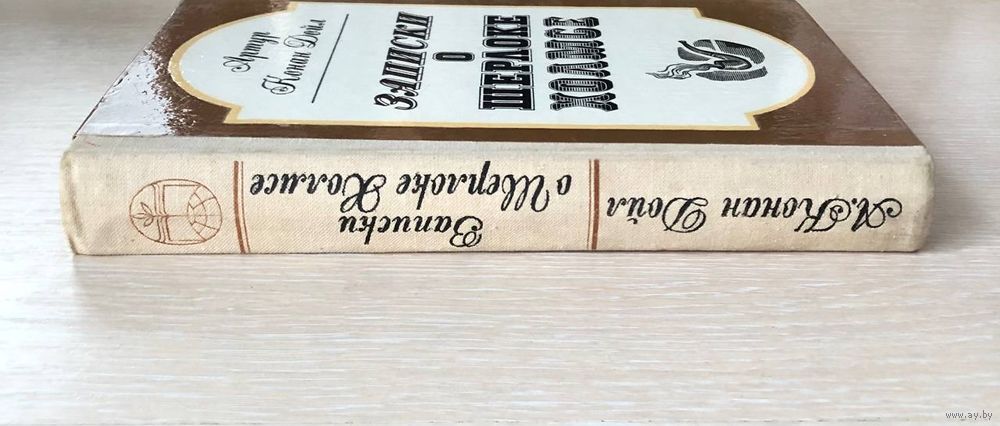 Артур
Конан Дойл
ЗАПИСКИ
О
ШЕРЛОКЕ
ХОЛМСЕ
А. Конан Дойл
Записки
о Шерлоке Холмсе
www.ay.by